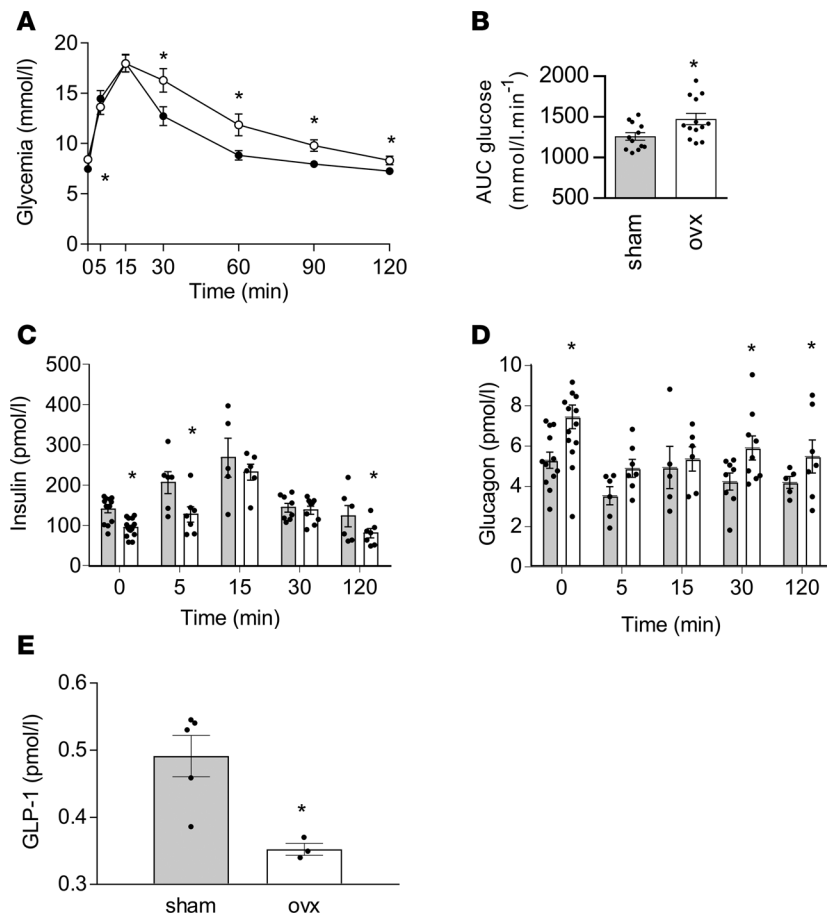 A
Glycemia (mmol/l)
20
15
10
5
0
*
*
*
*
*
0 5 15 30 60 90 120
Time (min)
B
AUC glucose
(mmol/l.min⁻¹)
2000
1500
1000
500
*
sham
ovx
C
Insulin (pmol/l)
500
400
300
200
100
0
*
*
*
0 5 15 30 120
Time (min)
D
Glucagon (pmol/l)
10
8
6
4
2
0
*
*
*
0 5 15 30 120
Time (min)
E
GLP-1 (pmol/l)
0.6
0.5
0.4
0.3
*
sham ovx